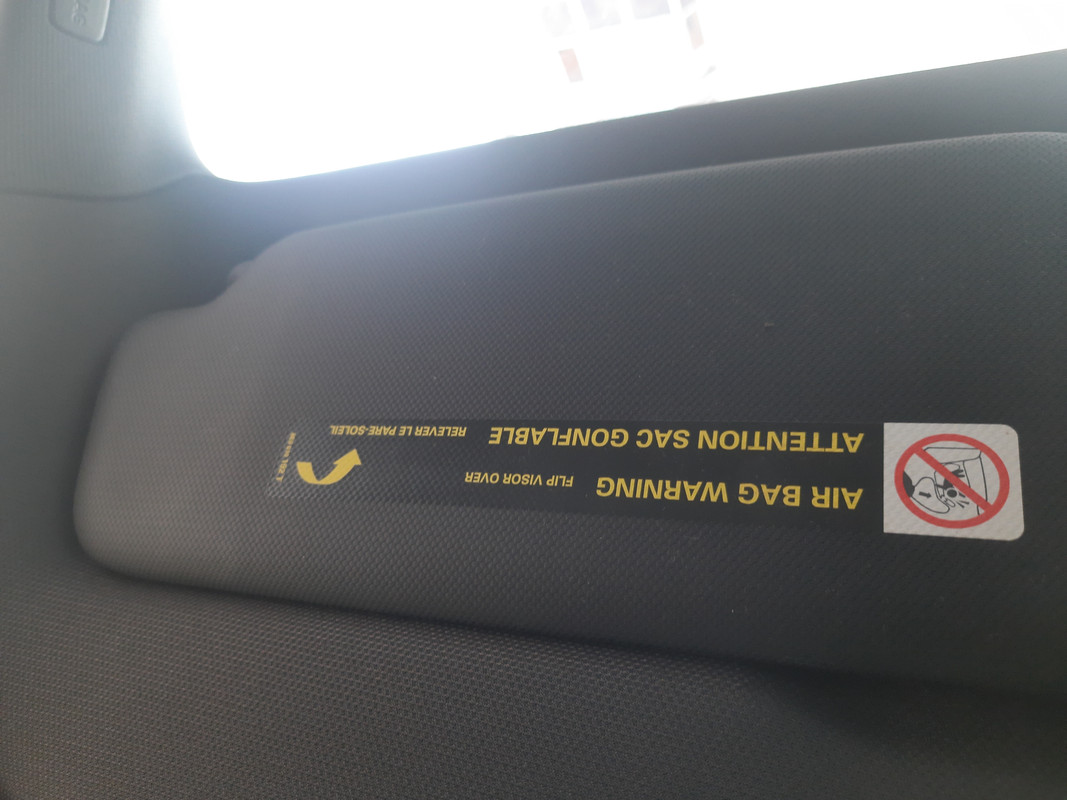 AIR BAG WARNING FLIP VISOR OVER
ATTENTION SAC GONFLABLE RELEVER LE PARE-SOLEIL